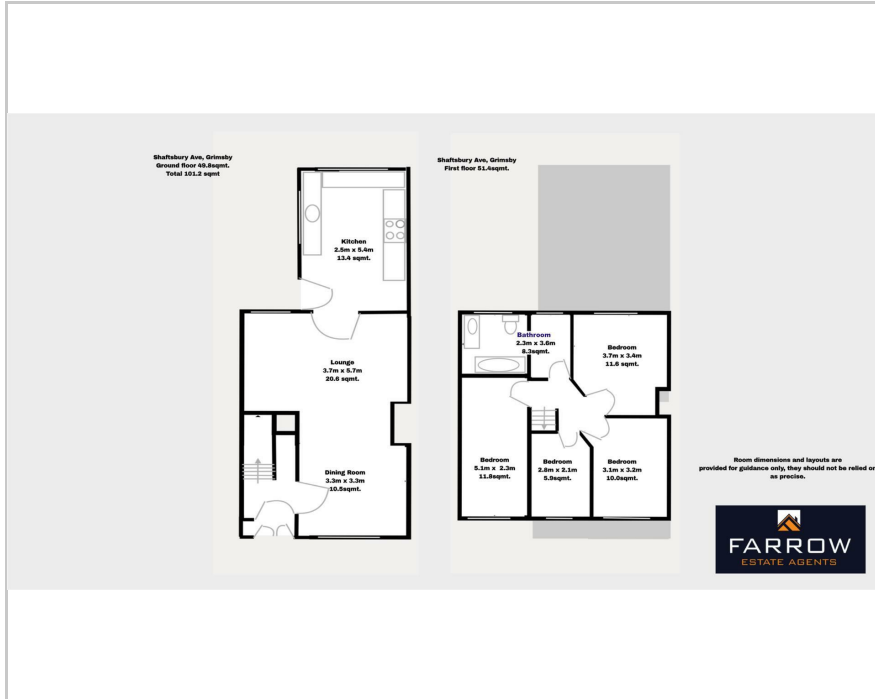 Shaftsbury Ave, Grimsby
Ground floor 49.8sqmt.
Total 101.2 sqmt
Kitchen
2.5m x 5.4m
13.4 sqmt.
Lounge
3.7m x 5.7m
20.6 sqmt.
Dining Room
3.3m x 3.3m
10.5sqmt.
Shaftsbury Ave, Grimsby
First floor 51.4sqmt.
Bathroom
2.3m x 3.6m
8.3sqmt.
Bedroom
3.7m x 3.4m
11.6 sqmt.
Bedroom
5.1m x 2.3m
11.8sqmt.
Bedroom
2.8m x 2.1m
5.9sqmt.
Bedroom
3.1m x 3.2m
10.0sqmt.
Room dimensions and layouts are
provided for guidance only, they should not be relied on
as precise.
FARROW
ESTATE AGENTS